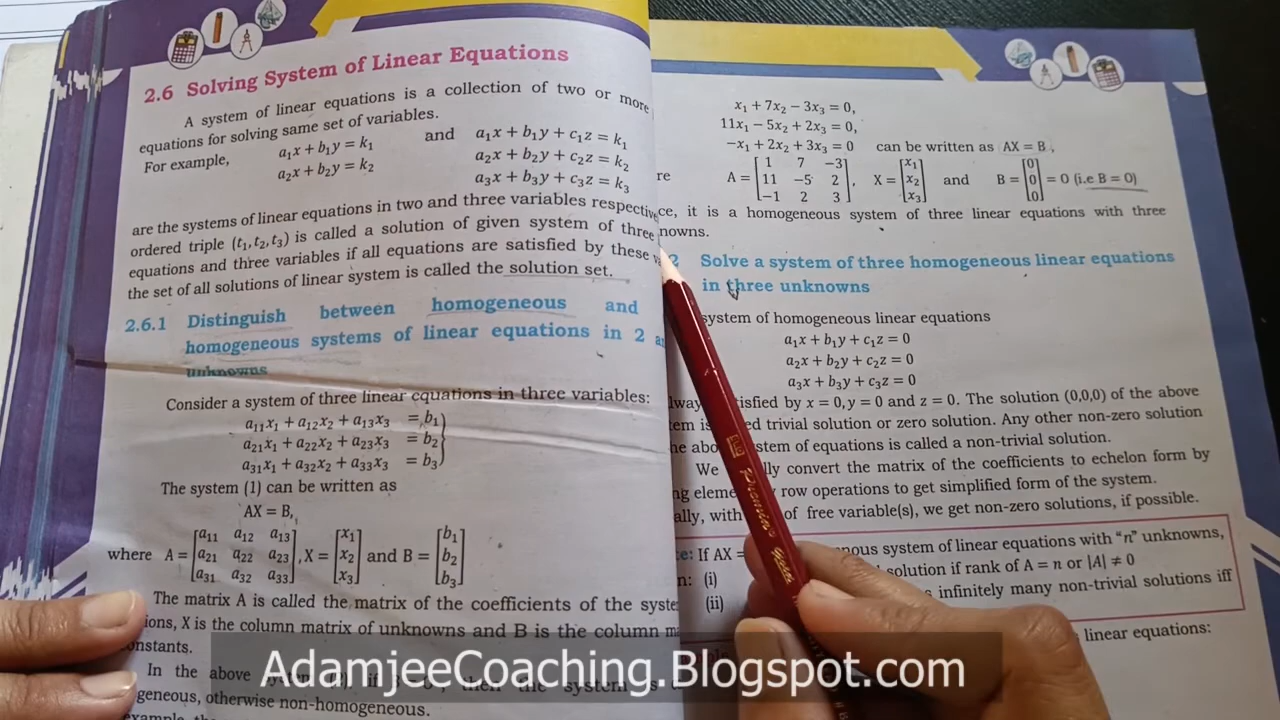 2.6 Solving System of Linear Equations
A system of linear equations is a collection of two or more
equations for solving same set of variables.
For example, a₁x + b₁y = k₁ and a₁x + b₁y + c₁z = k₁
a₂x + b₂y = k₂ a₂x + b₂y + c₂z = k₂
a₃x + b₃y + c₃z = k₃
are the systems of linear equations in two and three variables
ordered triple (t₁, t₂, t₃) is called a solution of given system of three
equations and three variables if all equations are satisfied by these
the set of all solutions of linear system is called the solution set.
2.6.1 Distinguish between homogeneous and
homogeneous systems of linear equations in 2
unknowns
Consider a system of three linear equations in three variables:
a₁₁x₁ + a₁₂x₂ + a₁₃x₃ = b₁
a₂₁x₁ + a₂₂x₂ + a₂₃x₃ = b₂
a₃₁x₁ + a₃₂x₂ + a₃₃x₃ = b₃
The system (1) can be written as
AX = B,
where A = [a₁₁ a₁₂ a₁₃ a₂₁ a₂₂ a₂₃ a₃₁ a₃₂ a₃₃], X = [x₁ x₂ x₃] and B = [b₁ b₂ b₃]
The matrix A is called the matrix of the coefficients of the
X is the column matrix of unknowns and B is the column
In the above then the system is
otherwise non-homogeneous.
x₁ + 7x₂ − 3x₃ = 0,
11x₁ − 5x₂ + 2x₃ = 0,
−x₁ + 2x₂ + 3x₃ = 0 can be written as AX = B,
A = [1 7 −3 11 −5 2 −1 2 3], X = [x₁ x₂ x₃] and B = [0 0 0] = 0 (i.e B = 0)
it is a homogeneous system of three linear equations with three
Solve a system of three homogeneous linear equations
in three unknowns
system of homogeneous linear equations
a₁x + b₁y + c₁z = 0
a₂x + b₂y + c₂z = 0
a₃x + b₃y + c₃z = 0
by x = 0, y = 0 and z = 0. The solution (0,0,0) of the above
trivial solution or zero solution. Any other non-zero solution
of equations is called a non-trivial solution.
We convert the matrix of the coefficients to echelon form by
row operations to get simplified form of the system.
of free variable(s), we get non-zero solutions, if possible.
If AX = system of linear equations with "n" unknowns,
(i) solution if rank of A = n or |A| ≠ 0
(ii) infinitely many non-trivial solutions iff
linear equations:
AdamjeeCoaching.Blogspot.com